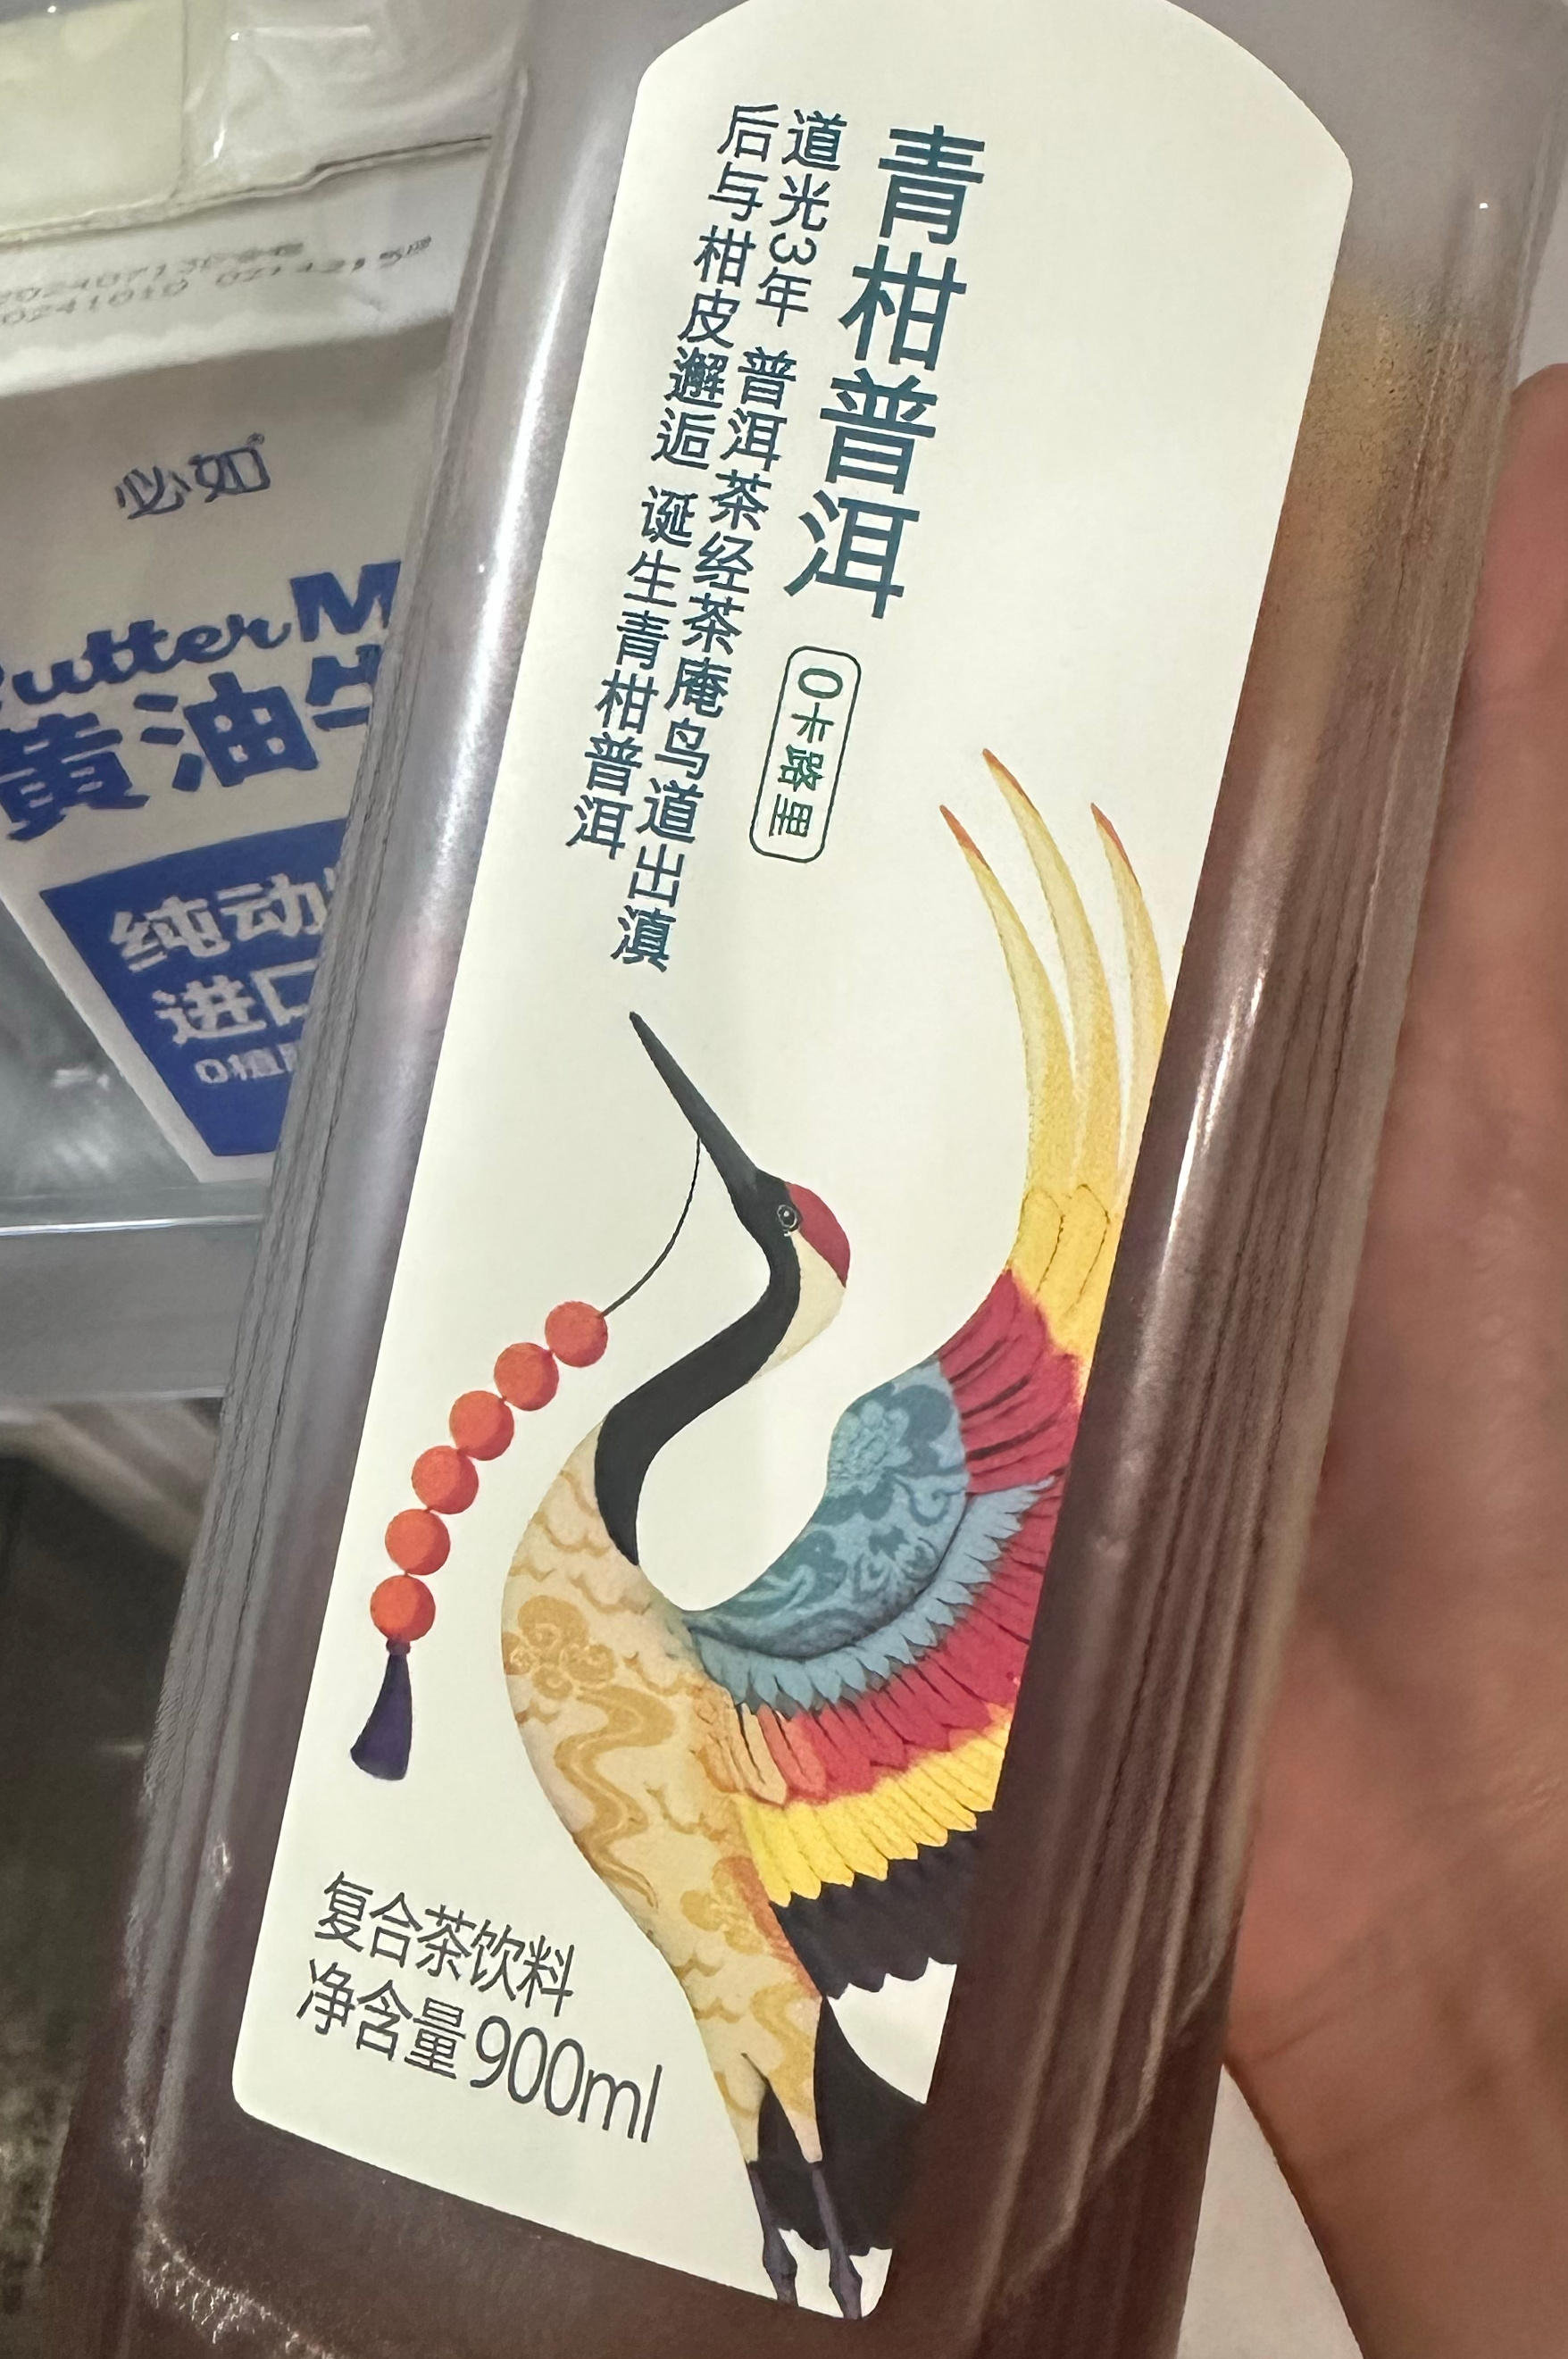 青柑普洱
0卡路里
道光3年 普洱茶经茶庵鸟道出滇
后与柑皮邂逅 诞生青柑普洱
复合茶饮料
净含量900ml
必如
utterM
黄油牛
纯动
进口